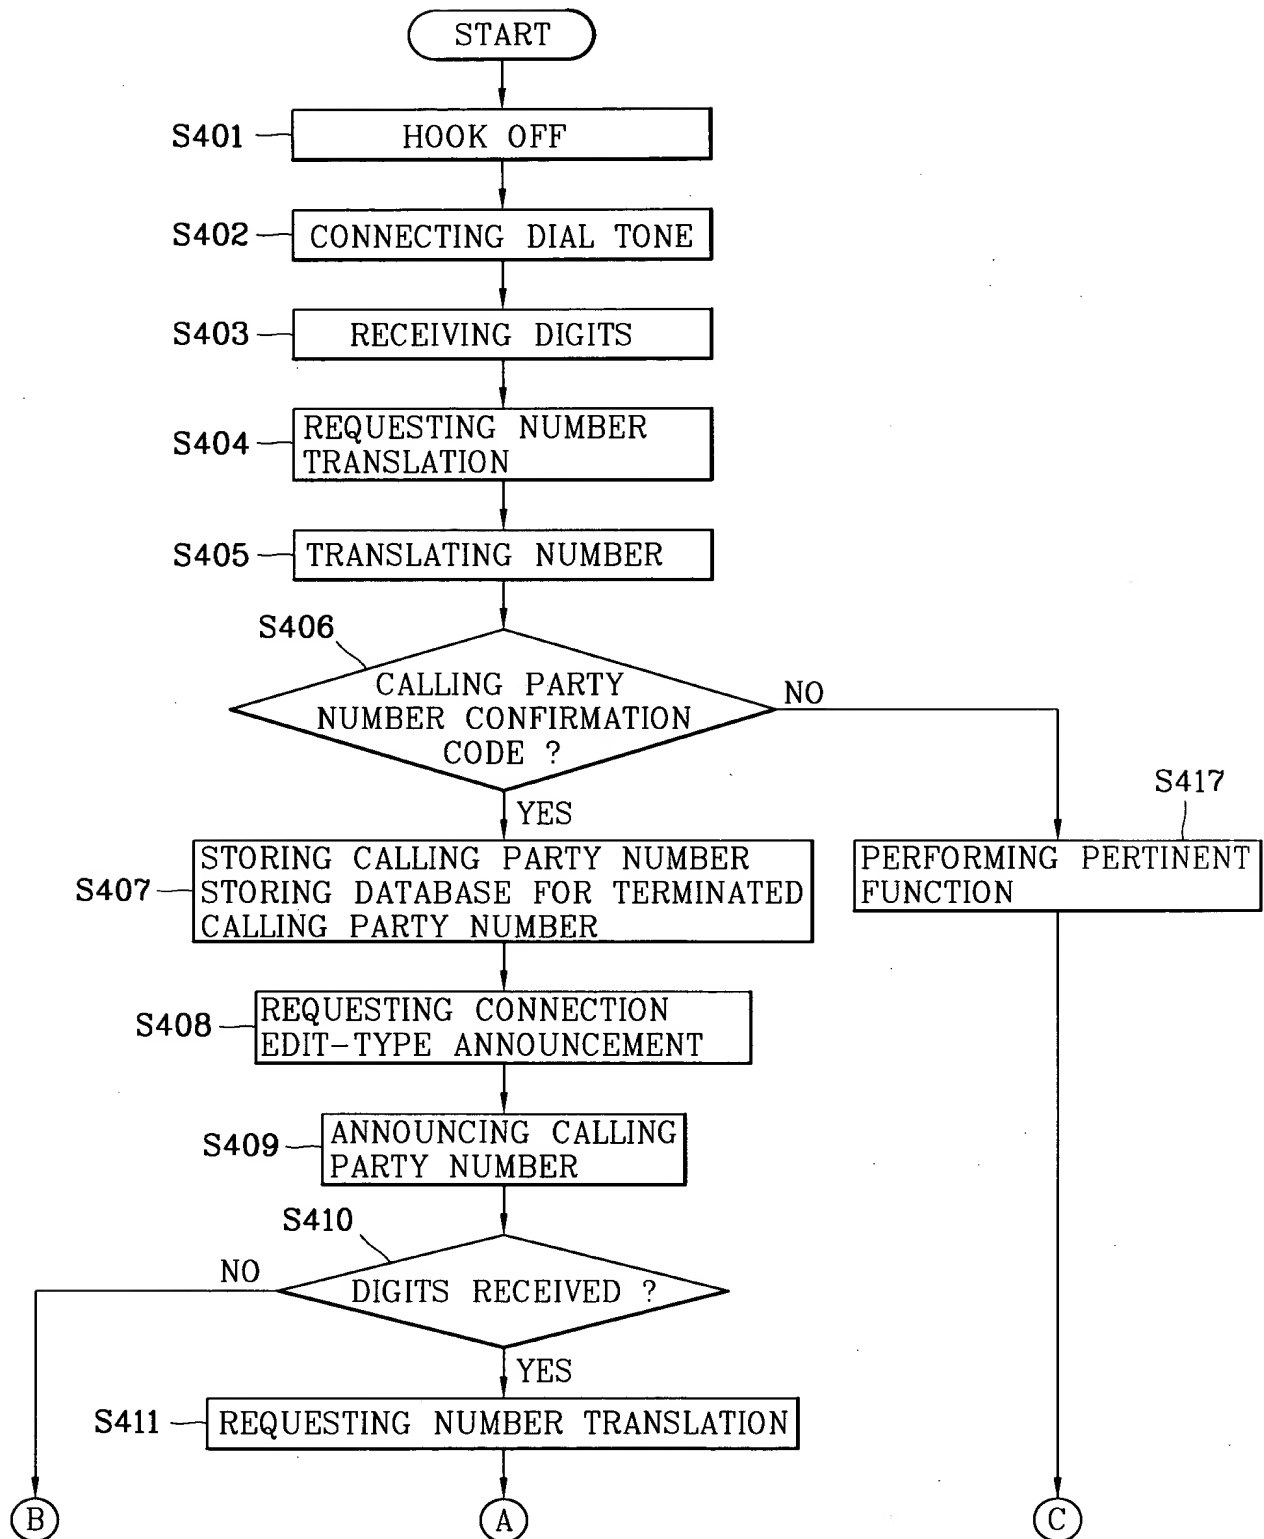 START
S401
HOOK OFF
S402
CONNECTING DIAL TONE
S403
RECEIVING DIGITS
S404
REQUESTING NUMBER
TRANSLATION
S405
TRANSLATING NUMBER
S406
CALLING PARTY
NUMBER CONFIRMATION
CODE ?
NO
YES
S417
PERFORMING PERTINENT
FUNCTION
S407
STORING CALLING PARTY NUMBER
STORING DATABASE FOR TERMINATED
CALLING PARTY NUMBER
S408
REQUESTING CONNECTION
EDIT-TYPE ANNOUNCEMENT
S409
ANNOUNCING CALLING
PARTY NUMBER
S410
DIGITS RECEIVED ?
NO
YES
S411
REQUESTING NUMBER TRANSLATION
B
A
C